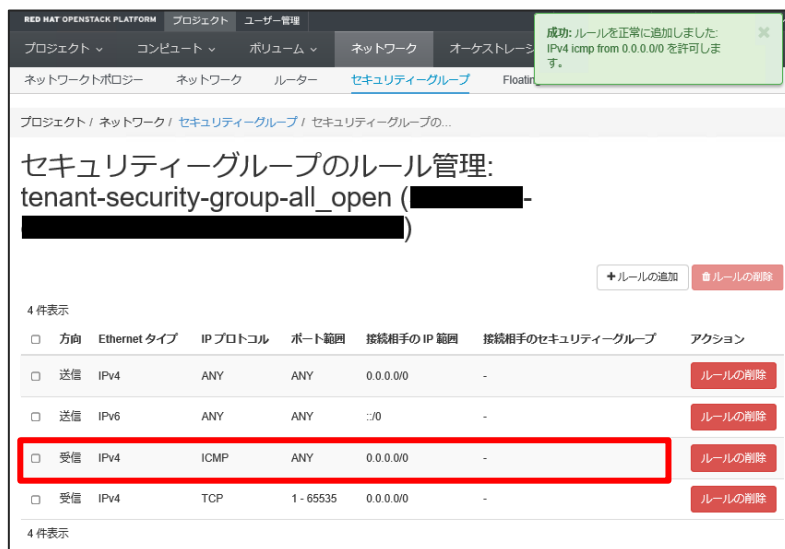 RED HAT OPENSTACK PLATFORM プロジェクト ユーザー管理
成功: ルールを正常に追加しました:
IPv4 icmp from 0.0.0.0/0 を許可しま
す。
プロジェクト コンピュート ボリューム ネットワーク オーケストレーシ
ネットワークトポロジー ネットワーク ルーター セキュリティーグループ Floating
プロジェクト / ネットワーク / セキュリティーグループ / セキュリティーグループの...
セキュリティーグループのルール管理:
tenant-security-group-all_open ( -
)
+ルールの追加 ルールの削除
4 件表示
方向 Ethernet タイプ IP プロトコル ポート範囲 接続相手の IP 範囲 接続相手のセキュリティーグループ アクション
送信 IPv4 ANY ANY 0.0.0.0/0 - ルールの削除
送信 IPv6 ANY ANY ::/0 - ルールの削除
受信 IPv4 ICMP ANY 0.0.0.0/0 - ルールの削除
受信 IPv4 TCP 1 - 65535 0.0.0.0/0 - ルールの削除
4 件表示